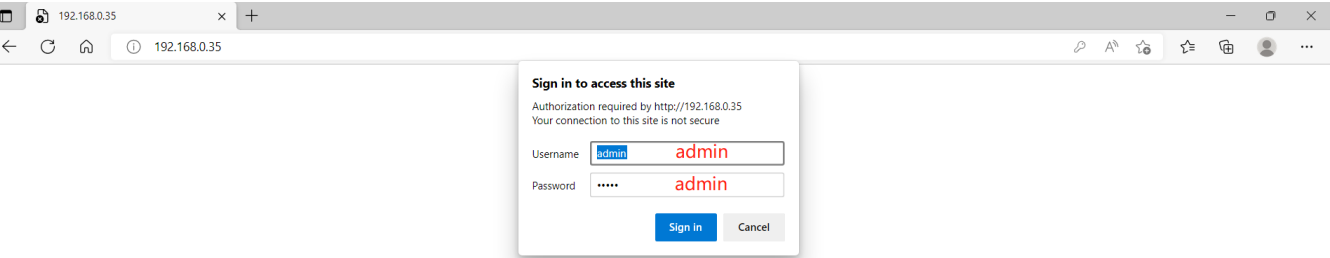 192.168.0.35
192.168.0.35
Sign in to access this site
Authorization required by http://192.168.0.35
Your connection to this site is not secure
Username admin admin
Password ••••• admin
Sign in Cancel